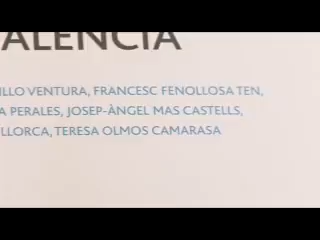 ALENCIA
ILLO VENTURA, FRANCESC FENOLLOSA TEN,
A PERALES, JOSEP-ÀNGEL MAS CASTELLS,
LLORCA, TERESA OLMOS CAMARASA